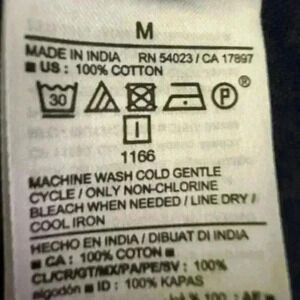 M
MADE IN INDIA RN 54023 / CA 17897
■ US : 100% COTTON
30 P ®
I
1166
MACHINE WASH COLD GENTLE
CYCLE / ONLY NON-CHLORINE
BLEACH WHEN NEEDED / LINE DRY /
COOL IRON
HECHO EN INDIA / DIBUAT DI INDIA
■ CA : 100% COTON ■
CL/CR/GT/MX/PA/PE/SV : 100%
algodón ■ ID : 100% KAPAS